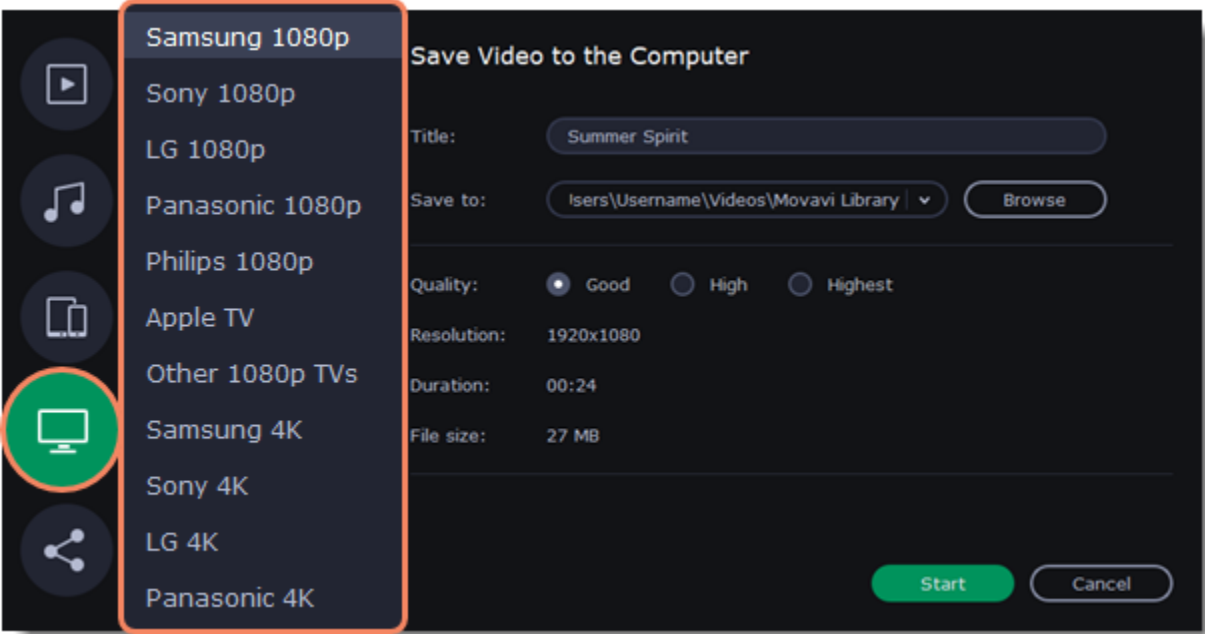 Samsung 1080p
Sony 1080p
LG 1080p
Panasonic 1080p
Philips 1080p
Apple TV
Other 1080p TVs
Samsung 4K
Sony 4K
LG 4K
Panasonic 4K
Save Video to the Computer
Title: Summer Spirit
Save to: sers\Username\Videos\Movavi Library Browse
Quality: Good High Highest
Resolution: 1920x1080
Duration: 00:24
File size: 27 MB
Start Cancel